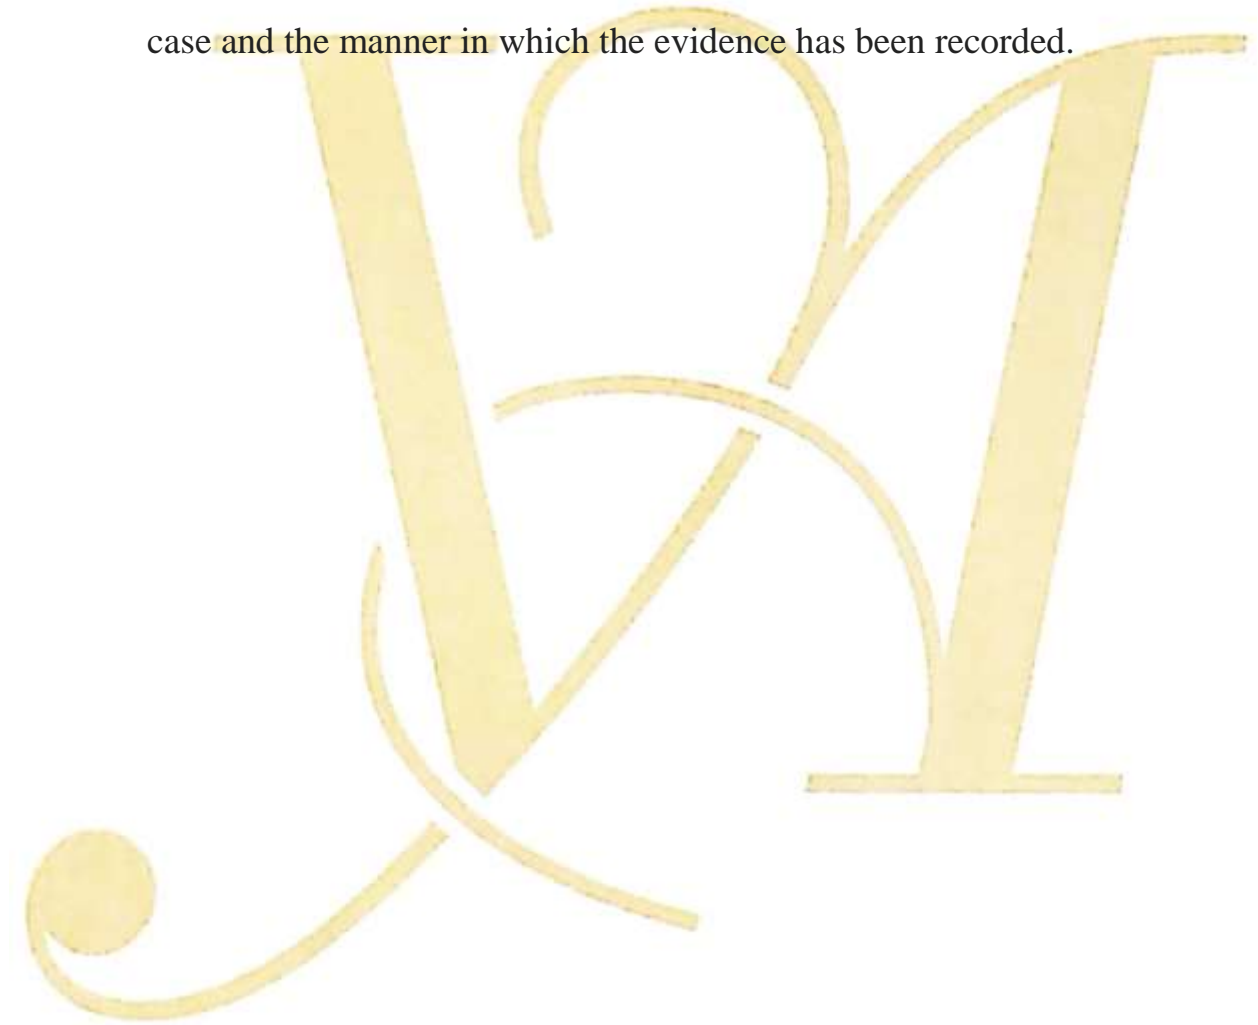 case and the manner in which the evidence has been recorded.